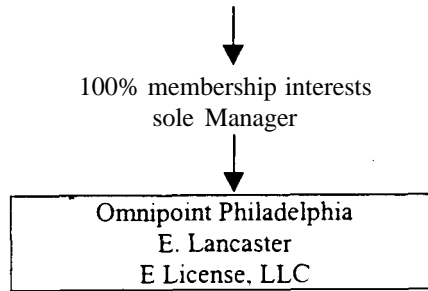 100% membership interests
sole Manager
Omnipoint Philadelphia
E. Lancaster
E License, LLC